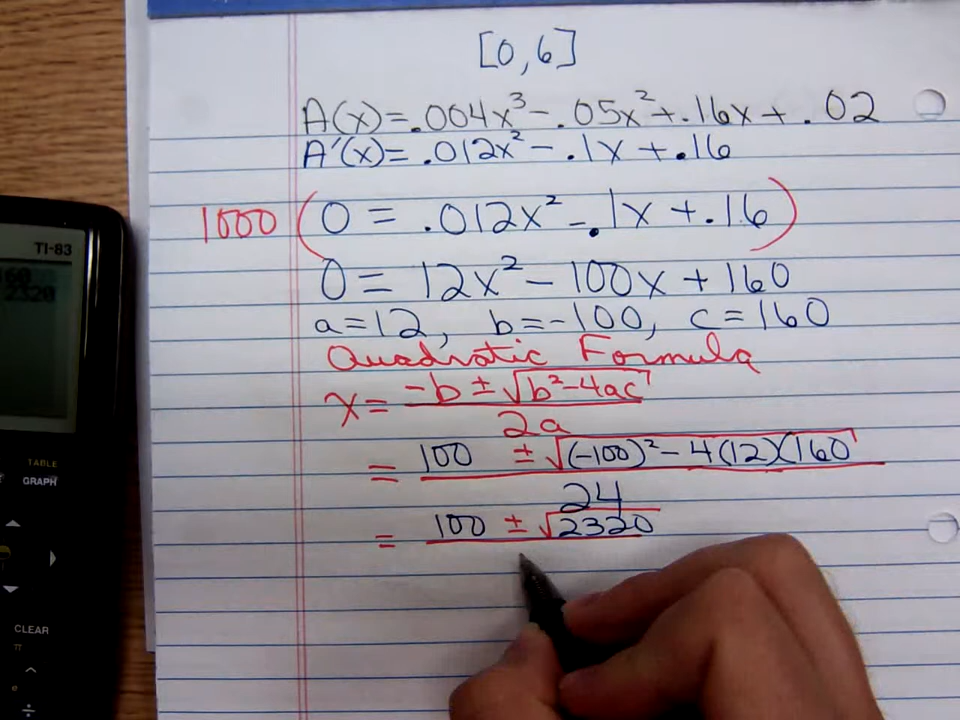 [0,6]
A(x)=.004x³-.05x²+.16x+.02
A'(x)=.012x²-.1x+.16
1000(0=.012x²-.1x+.16)
0=12x²-100x+160
a=12, b=-100, c=160
Quadratic Formula
x=(-b±√(b²-4ac))/2a
=(100 ±√((-100)²-4(12)(160))/24
=100 ±√2320
TI-83
160
2320
TABLE
GRAPH
CLEAR
π
^
e
÷